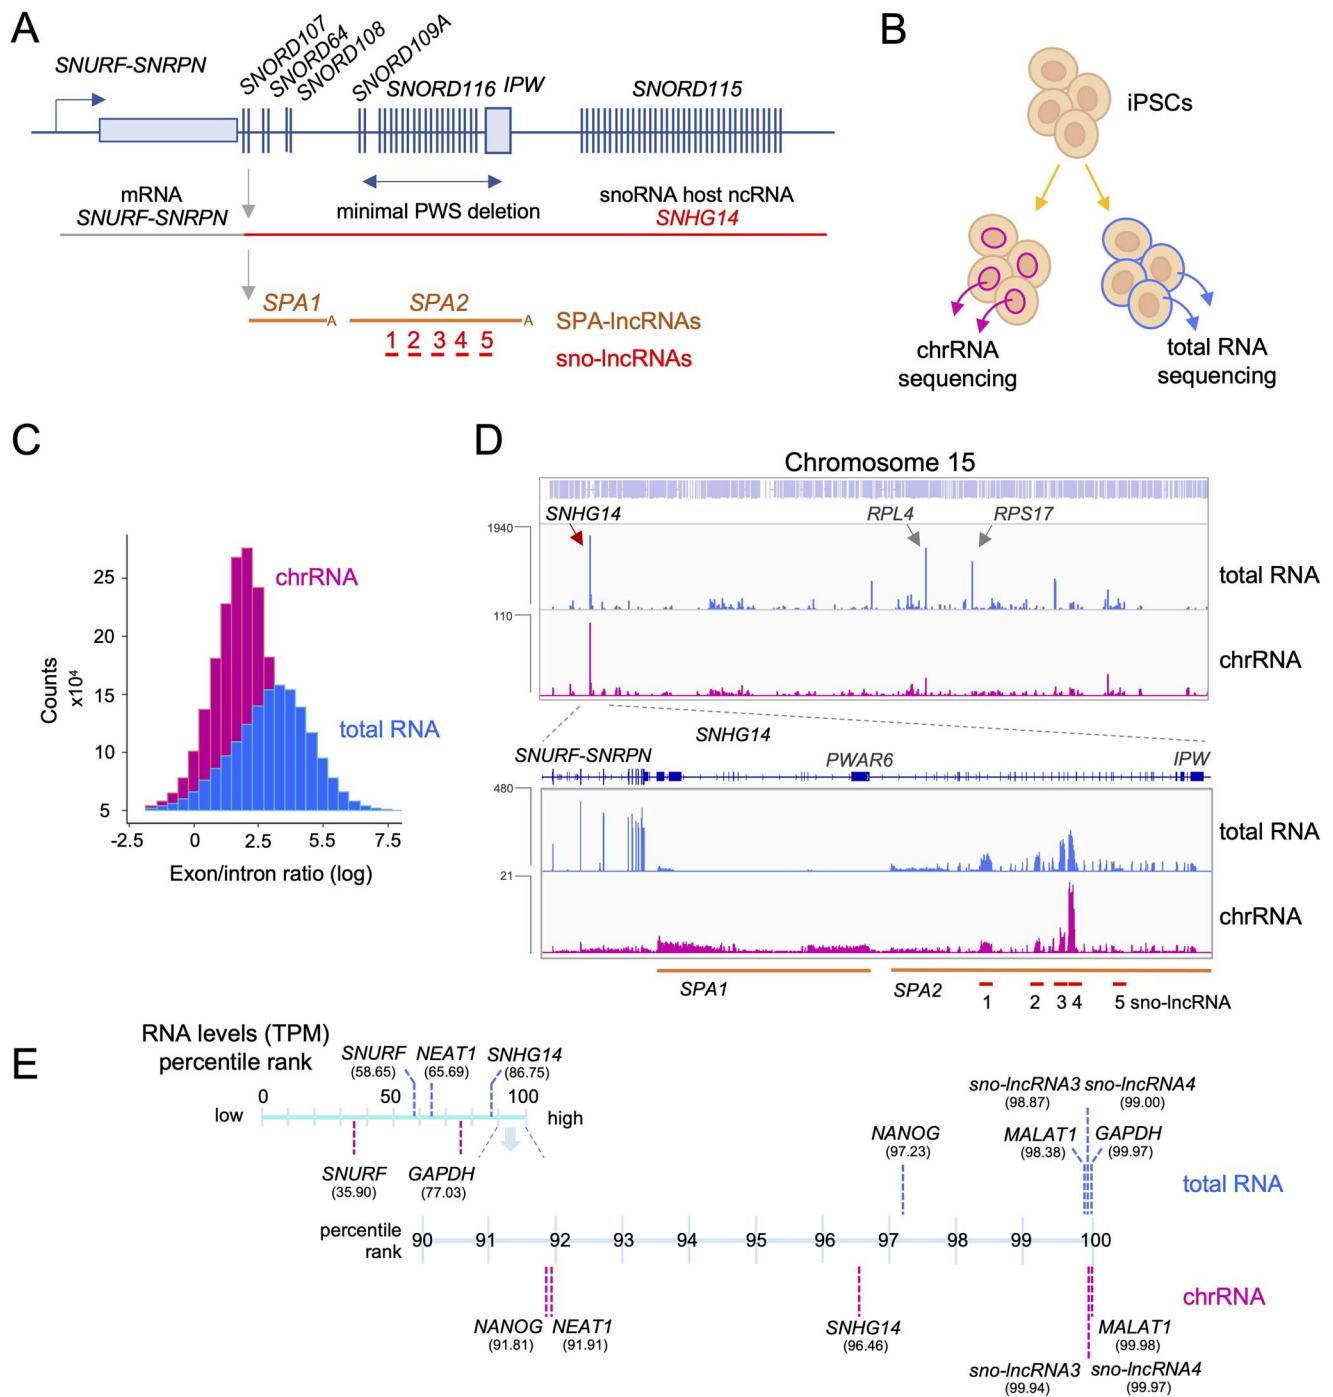 A
SNURF-SNRPN
SNORD107
SNORD64
SNORD108
SNORD109A
SNORD116
IPW
SNORD115
mRNA
SNURF-SNRPN
minimal PWS deletion
snoRNA host ncRNA
SNHG14
SPA1
A
SPA2
A
SPA-lncRNAs
1 2 3 4 5
sno-lncRNAs
B
iPSCs
chrRNA
sequencing
total RNA
sequencing
C
chrRNA
total RNA
Counts
x10⁴
25
20
15
10
5
-2.5 0 2.5 5.5 7.5
Exon/intron ratio (log)
D
Chromosome 15
SNHG14
RPL4
RPS17
1940
total RNA
110
chrRNA
SNHG14
SNURF-SNRPN
PWAR6
IPW
480
total RNA
21
chrRNA
SPA1
SPA2
1 2 3 4 5 sno-lncRNA
E
RNA levels (TPM)
percentile rank
SNURF
(58.65)
NEAT1
(65.69)
SNHG14
(86.75)
0 50 100
low
high
SNURF
(35.90)
GAPDH
(77.03)
sno-lncRNA3
(98.87)
sno-lncRNA4
(99.00)
NANOG
(97.23)
MALAT1
(98.38)
GAPDH
(99.97)
total RNA
percentile
rank
90 91 92 93 94 95 96 97 98 99 100
chrRNA
NANOG
(91.81)
NEAT1
(91.91)
SNHG14
(96.46)
MALAT1
(99.98)
sno-lncRNA3
(99.94)
sno-lncRNA4
(99.97)